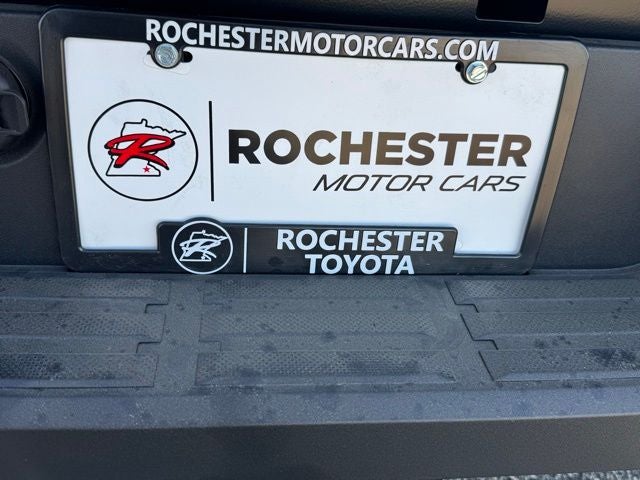 ROCHESTERMOTORCARS.COM
R
ROCHESTER
MOTOR CARS
R
ROCHESTER
TOYOTA